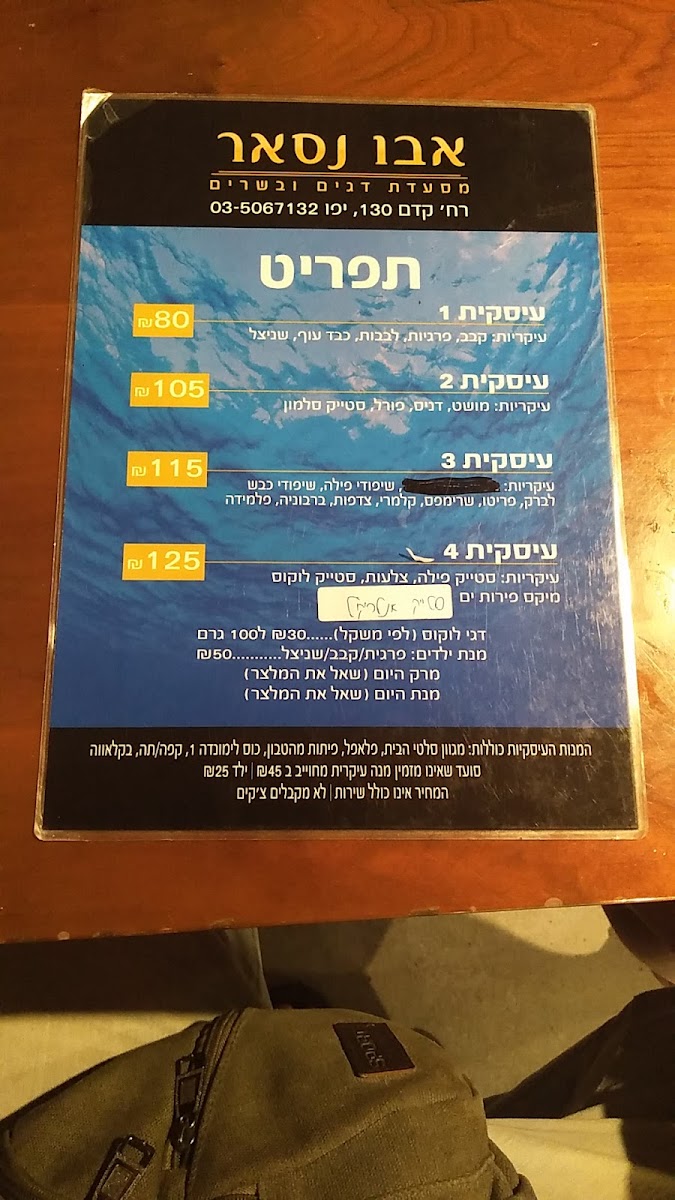 אבו נסאר
מסעדת דגים ובשרים
רח' קדם 130, יפו 03-5067132
תפריט
עיסקית 1 ₪80
עיקריות: קבב, פרגיות, לבבות, כבד עוף, שניצל
עיסקית 2 ₪105
עיקריות: מושט, דניס, פורל, סטייק סלמון
עיסקית 3 ₪115
עיקריות: , שיפודי פילה, שיפודי כבש
לברק, פריטו, שרימפס, קלמרי, צדפות, ברבוניה, פלמידה
עיסקית 4 ₪125
עיקריות: סטייק פילה, צלעות, סטייק לוקוס
מיקס פירות ים
סטייק אנטריקוט
דגי לוקוס (לפי משקל)......₪30 ל100 גרם
מנת ילדים: פרגית/קבב/שניצל...........₪50
מרק היום (שאל את המלצר)
מנת היום (שאל את המלצר)
המנות העיסקיות כוללות: מגוון סלטי הבית, פלאפל, פיתות מהטבון, כוס לימונדה 1, קפה/תה, בקלאווה
סועד שאינו מזמין מנה עיקרית מחוייב ב ₪45 | ילד ₪25
המחיר אינו כולל שירות | לא מקבלים צ'קים